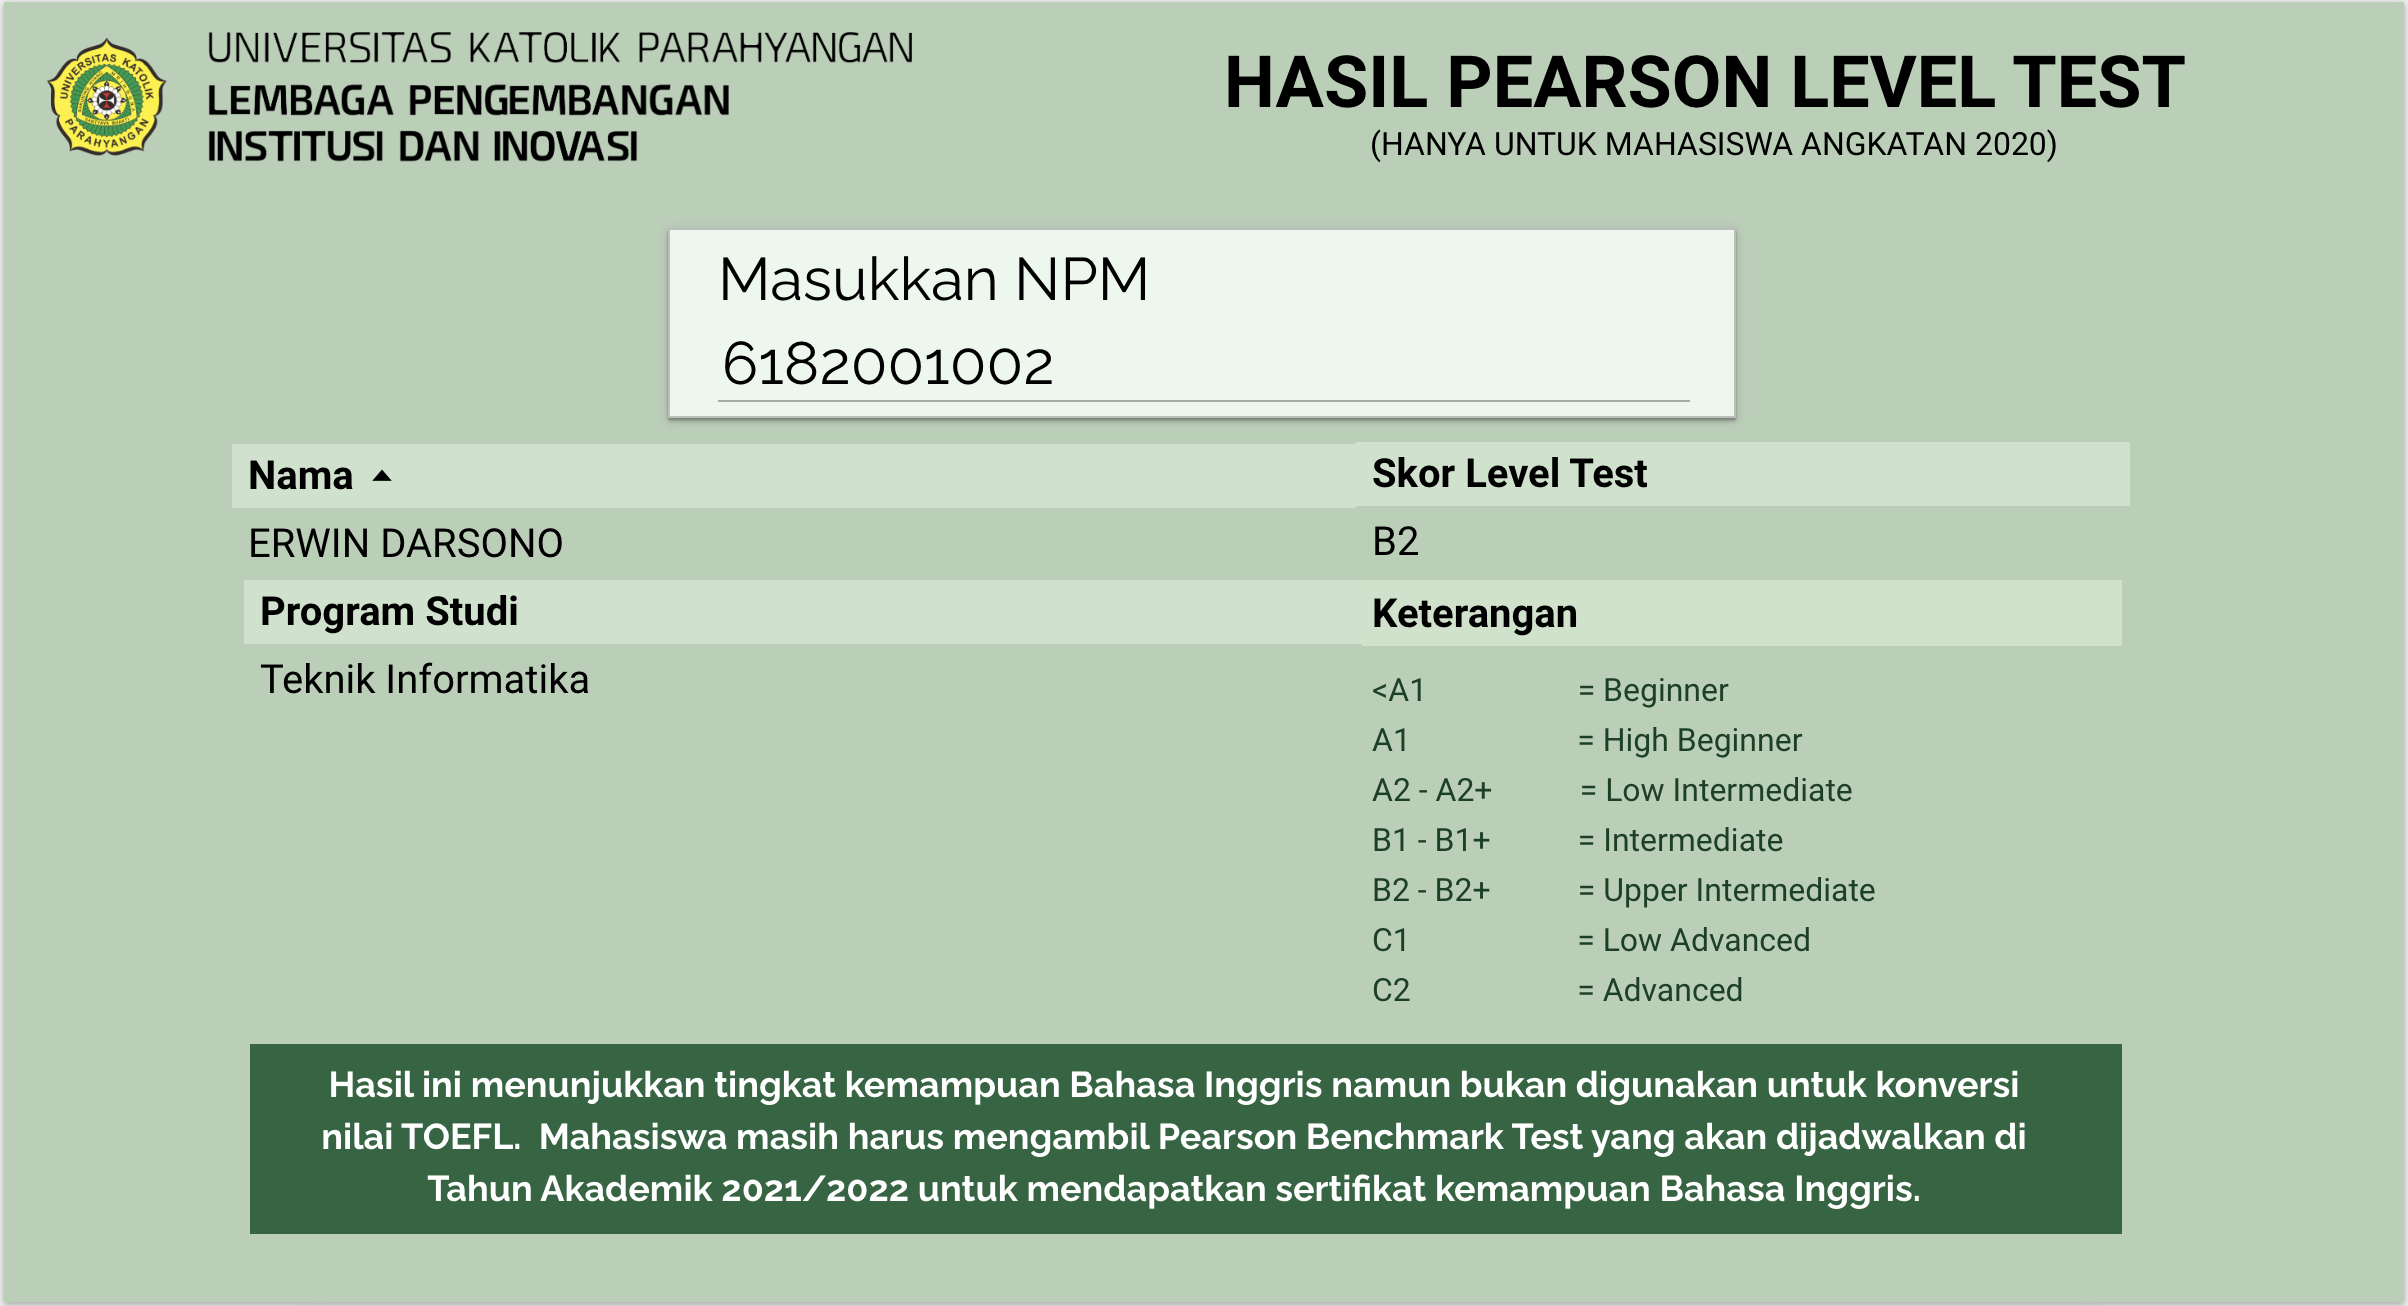 UNIVERSITAS KATOLIK PARAHYANGAN
LEMBAGA PENGEMBANGAN
INSTITUSI DAN INOVASI
UNIVERSITAS KATOLIK
PARAHYANGAN
HASIL PEARSON LEVEL TEST
(HANYA UNTUK MAHASISWA ANGKATAN 2020)
Masukkan NPM
6182001002
Nama
ERWIN DARSONO
Program Studi
Teknik Informatika
Skor Level Test
B2
Keterangan
<A1 = Beginner
A1 = High Beginner
A2 - A2+ = Low Intermediate
B1 - B1+ = Intermediate
B2 - B2+ = Upper Intermediate
C1 = Low Advanced
C2 = Advanced
Hasil ini menunjukkan tingkat kemampuan Bahasa Inggris namun bukan digunakan untuk konversi
nilai TOEFL. Mahasiswa masih harus mengambil Pearson Benchmark Test yang akan dijadwalkan di
Tahun Akademik 2021/2022 untuk mendapatkan sertifikat kemampuan Bahasa Inggris.